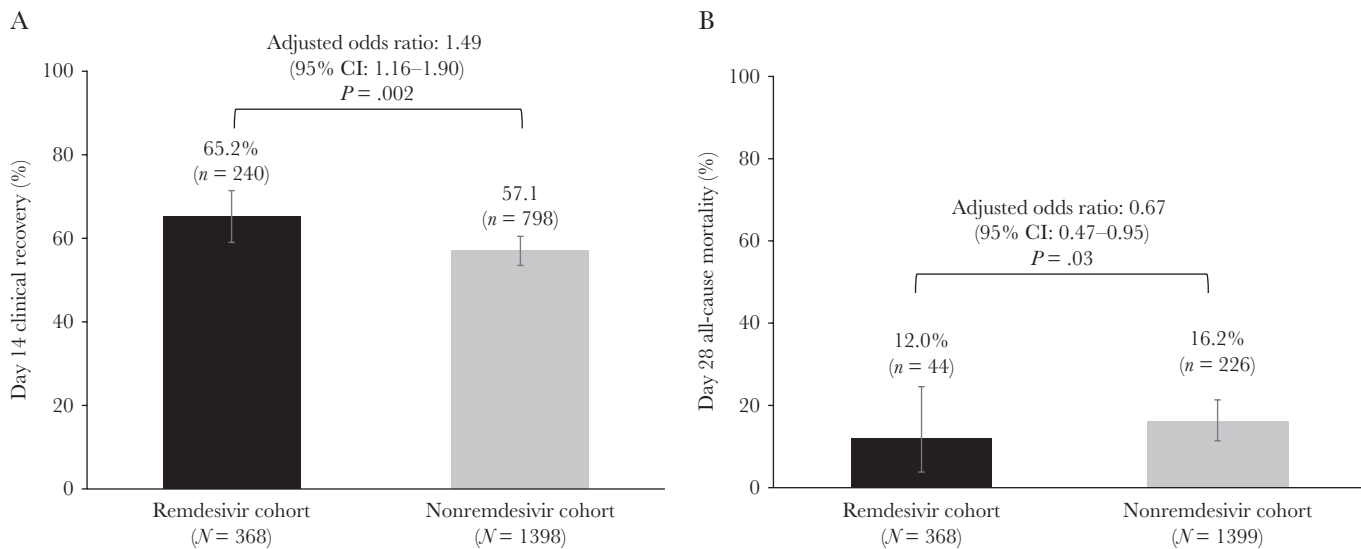 A
Adjusted odds ratio: 1.49
(95% CI: 1.16–1.90)
P = .002
Day 14 clinical recovery (%)
100
80
60
40
20
0
65.2%
(n = 240)
57.1
(n = 798)
Remdesivir cohort
(N = 368)
Nonremdesivir cohort
(N = 1398)
B
Adjusted odds ratio: 0.67
(95% CI: 0.47–0.95)
P = .03
Day 28 all-cause mortality (%)
100
80
60
40
20
0
12.0%
(n = 44)
16.2%
(n = 226)
Remdesivir cohort
(N = 368)
Nonremdesivir cohort
(N = 1399)